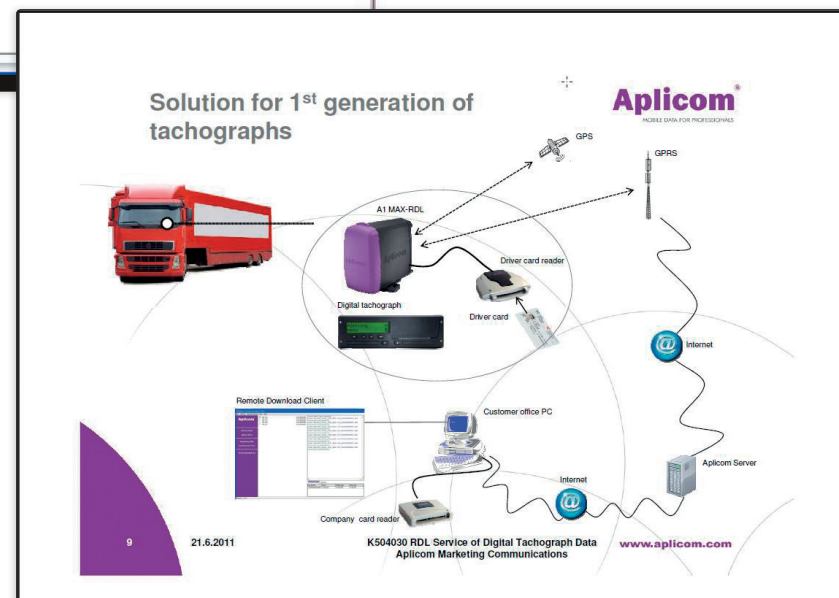 Solution for 1st generation of
tachographs
Aplicom®
MOBILE DATA FOR PROFESSIONALS
GPS
GPRS
A1 MAX-RDL
Aplicom
Driver card reader
Digital tachograph
Driver card
Internet
Remote Download Client
Aplicom
Customer office PC
Aplicom Server
Internet
Company card reader
9
21.6.2011
K504030 RDL Service of Digital Tachograph Data
Aplicom Marketing Communications
www.aplicom.com